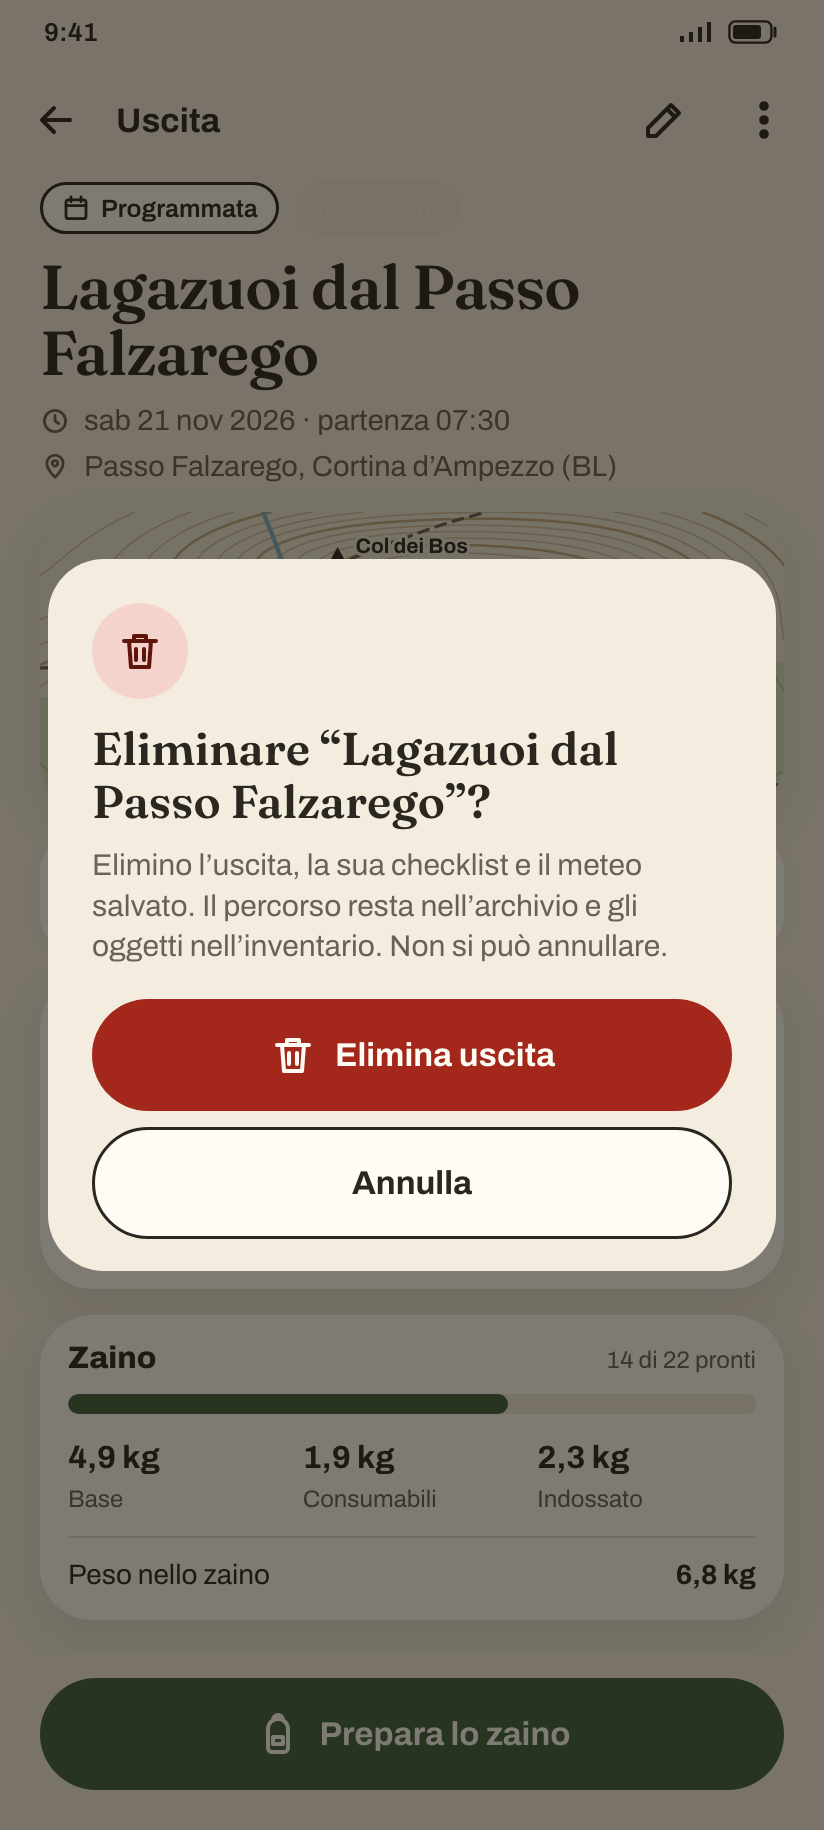 9:41
Uscita
Programmata
Lagazuoi dal Passo
Falzarego
sab 21 nov 2026 · partenza 07:30
Passo Falzarego, Cortina d’Ampezzo (BL)
Col dei Bos
Eliminare “Lagazuoi dal
Passo Falzarego”?
Elimino l’uscita, la sua checklist e il meteo
salvato. Il percorso resta nell’archivio e gli
oggetti nell’inventario. Non si può annullare.
Elimina uscita
Annulla
Zaino
14 di 22 pronti
4,9 kg
1,9 kg
2,3 kg
Base
Consumabili
Indossato
Peso nello zaino
6,8 kg
Prepara lo zaino